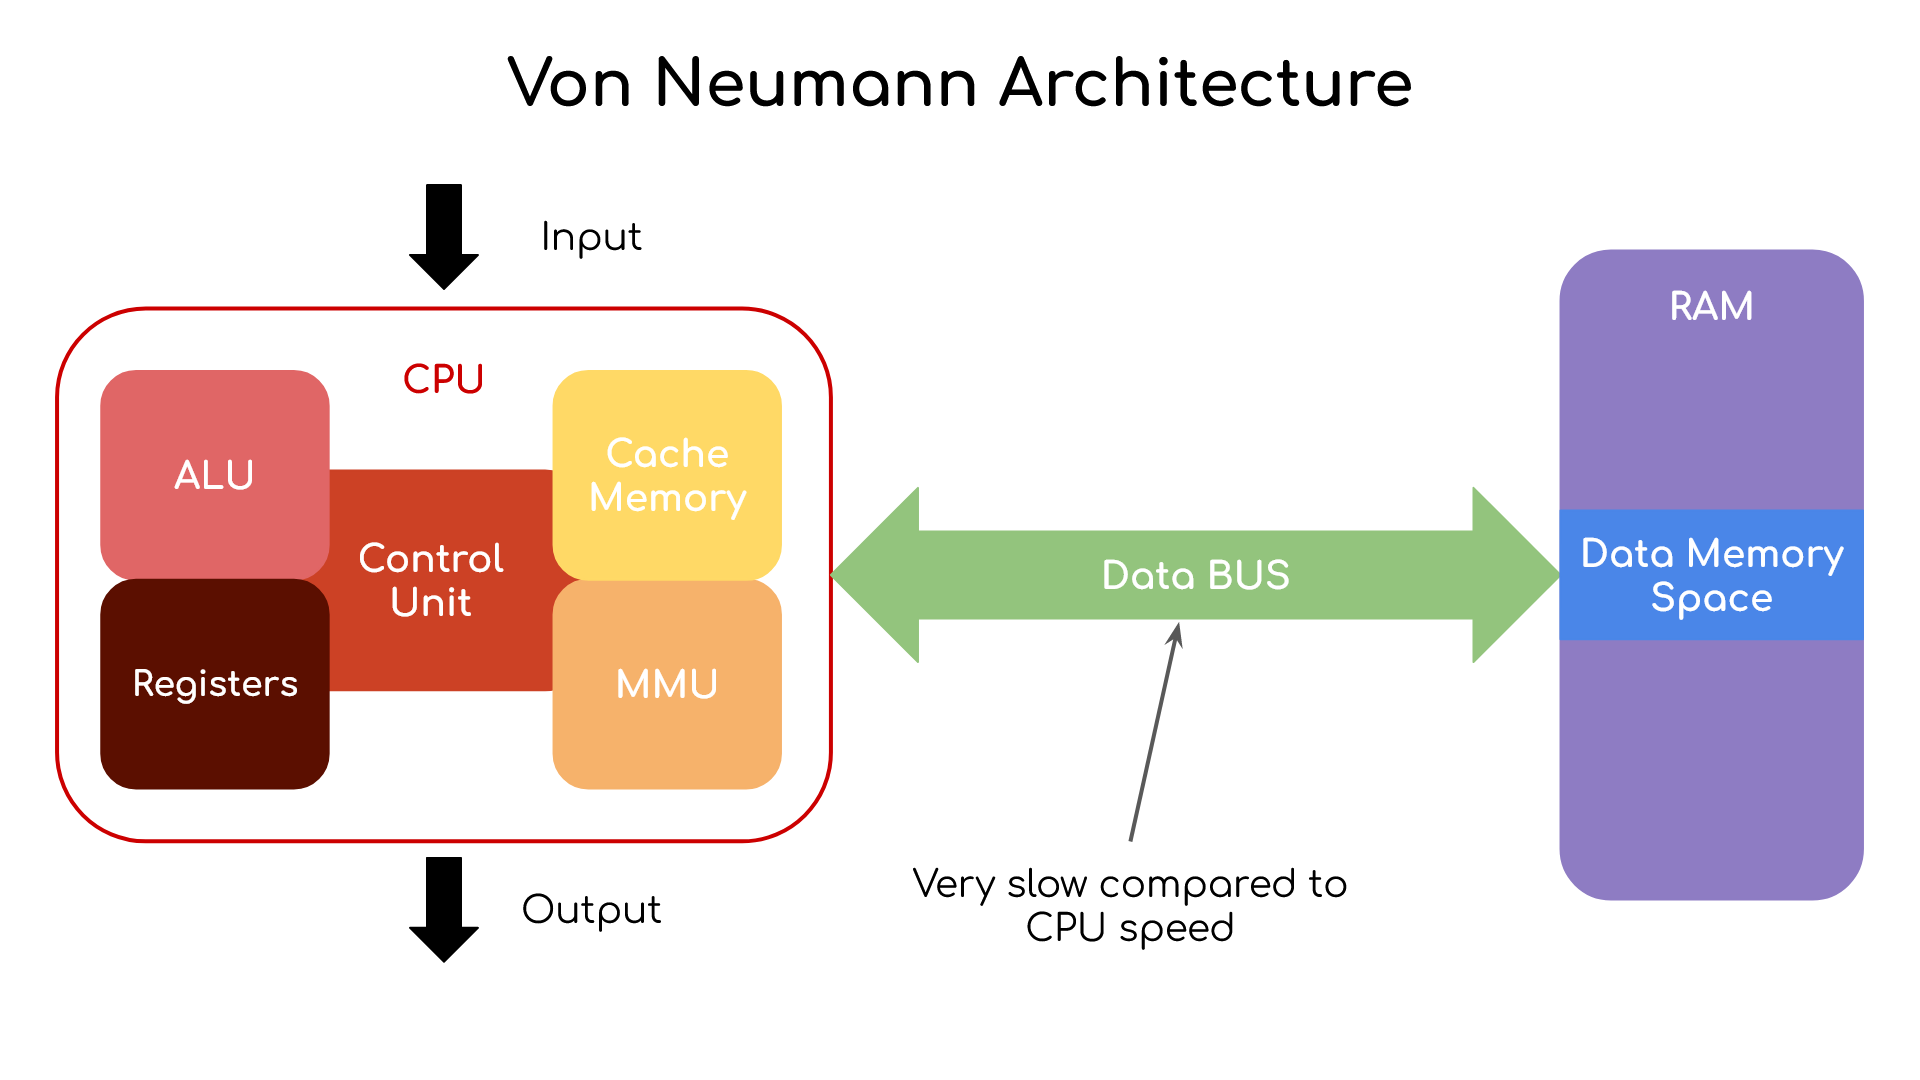 Von Neumann Architecture
Input
RAM
CPU
ALU
Cache
Memory
Control
Unit
Data BUS
Data Memory
Space
Registers
MMU
Output
Very slow compared to
CPU speed